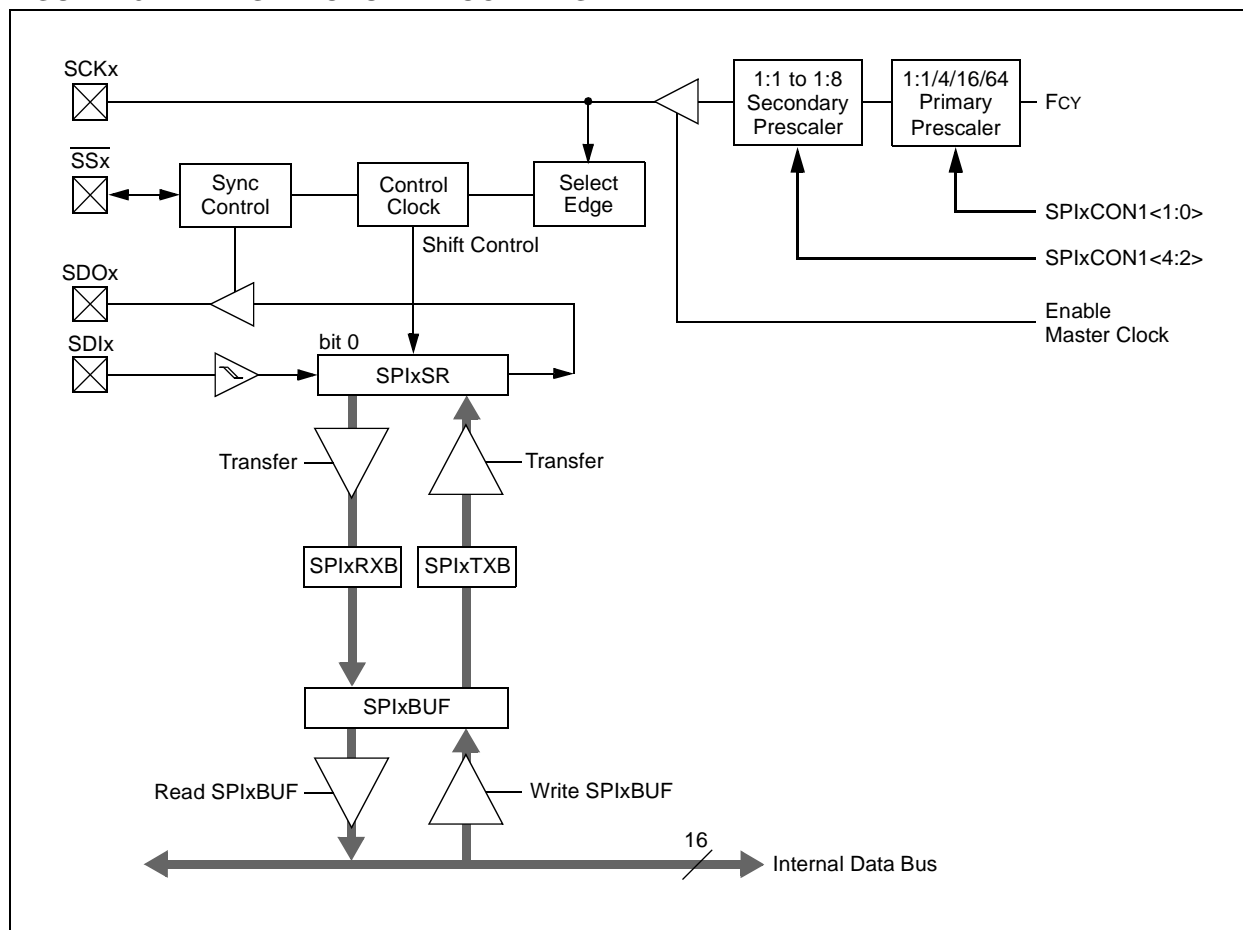 SCKx
1:1 to 1:8
Secondary
Prescaler
1:1/4/16/64
Primary
Prescaler
FCY
SSx
Sync
Control
Control
Clock
Select
Edge
SPIxCON1<1:0>
Shift Control
SPIxCON1<4:2>
SDOx
Enable
Master Clock
SDIx
bit 0
SPIxSR
Transfer
Transfer
SPIxRXB
SPIxTXB
SPIxBUF
Read SPIxBUF
Write SPIxBUF
16
Internal Data Bus